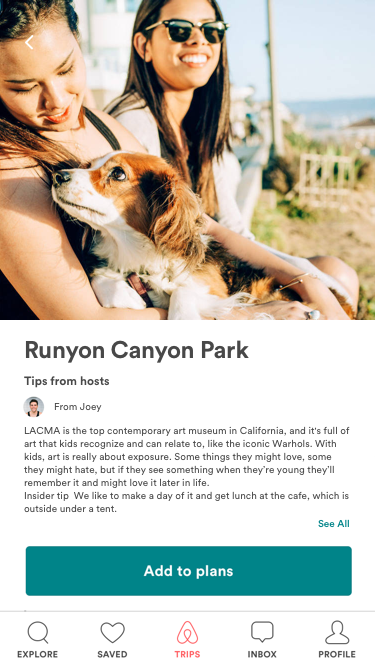 Runyon Canyon Park
Tips from hosts
From Joey
LACMA is the top contemporary art museum in California, and it's full of
art that kids recognize and can relate to, like the iconic Warhols. With
kids, art is really about exposure. Some things they might love, some
they might hate, but if they see something when they're young they'll
remember it and might love it later in life.
Insider tip  We like to make a day of it and get lunch at the cafe, which is
outside under a tent.
See All
Add to plans
EXPLORE
SAVED
TRIPS
INBOX
PROFILE